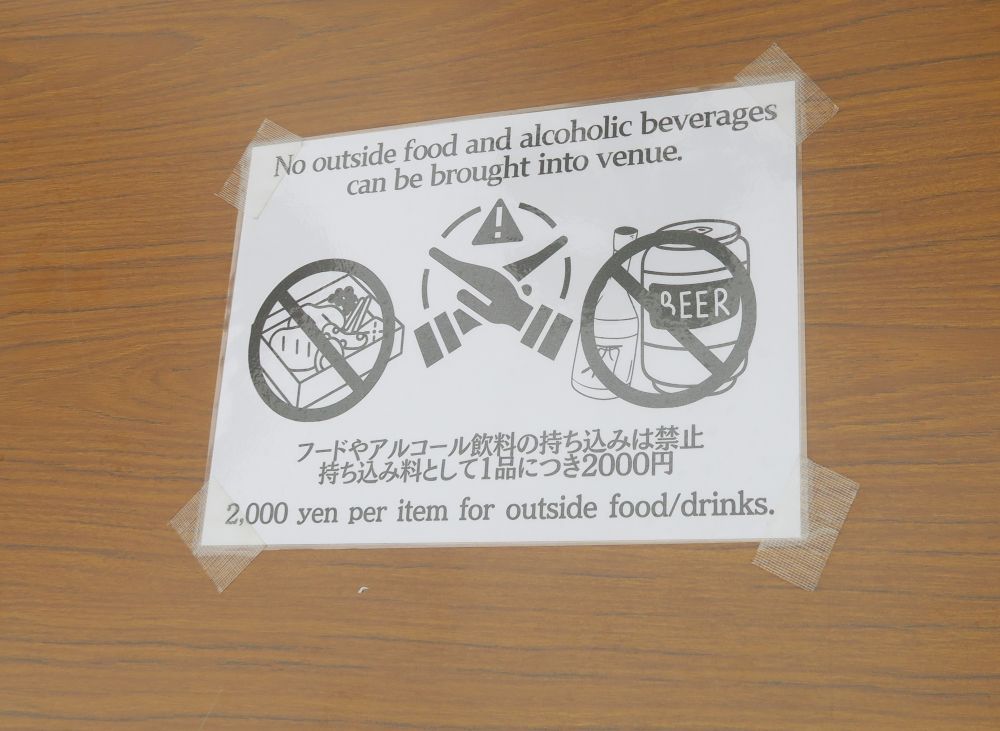 No outside food and alcoholic beverages
can be brought into venue.
BEER
フードやアルコール飲料の持ち込みは禁止
持ち込み料として1品につき2000円
2,000 yen per item for outside food/drinks.